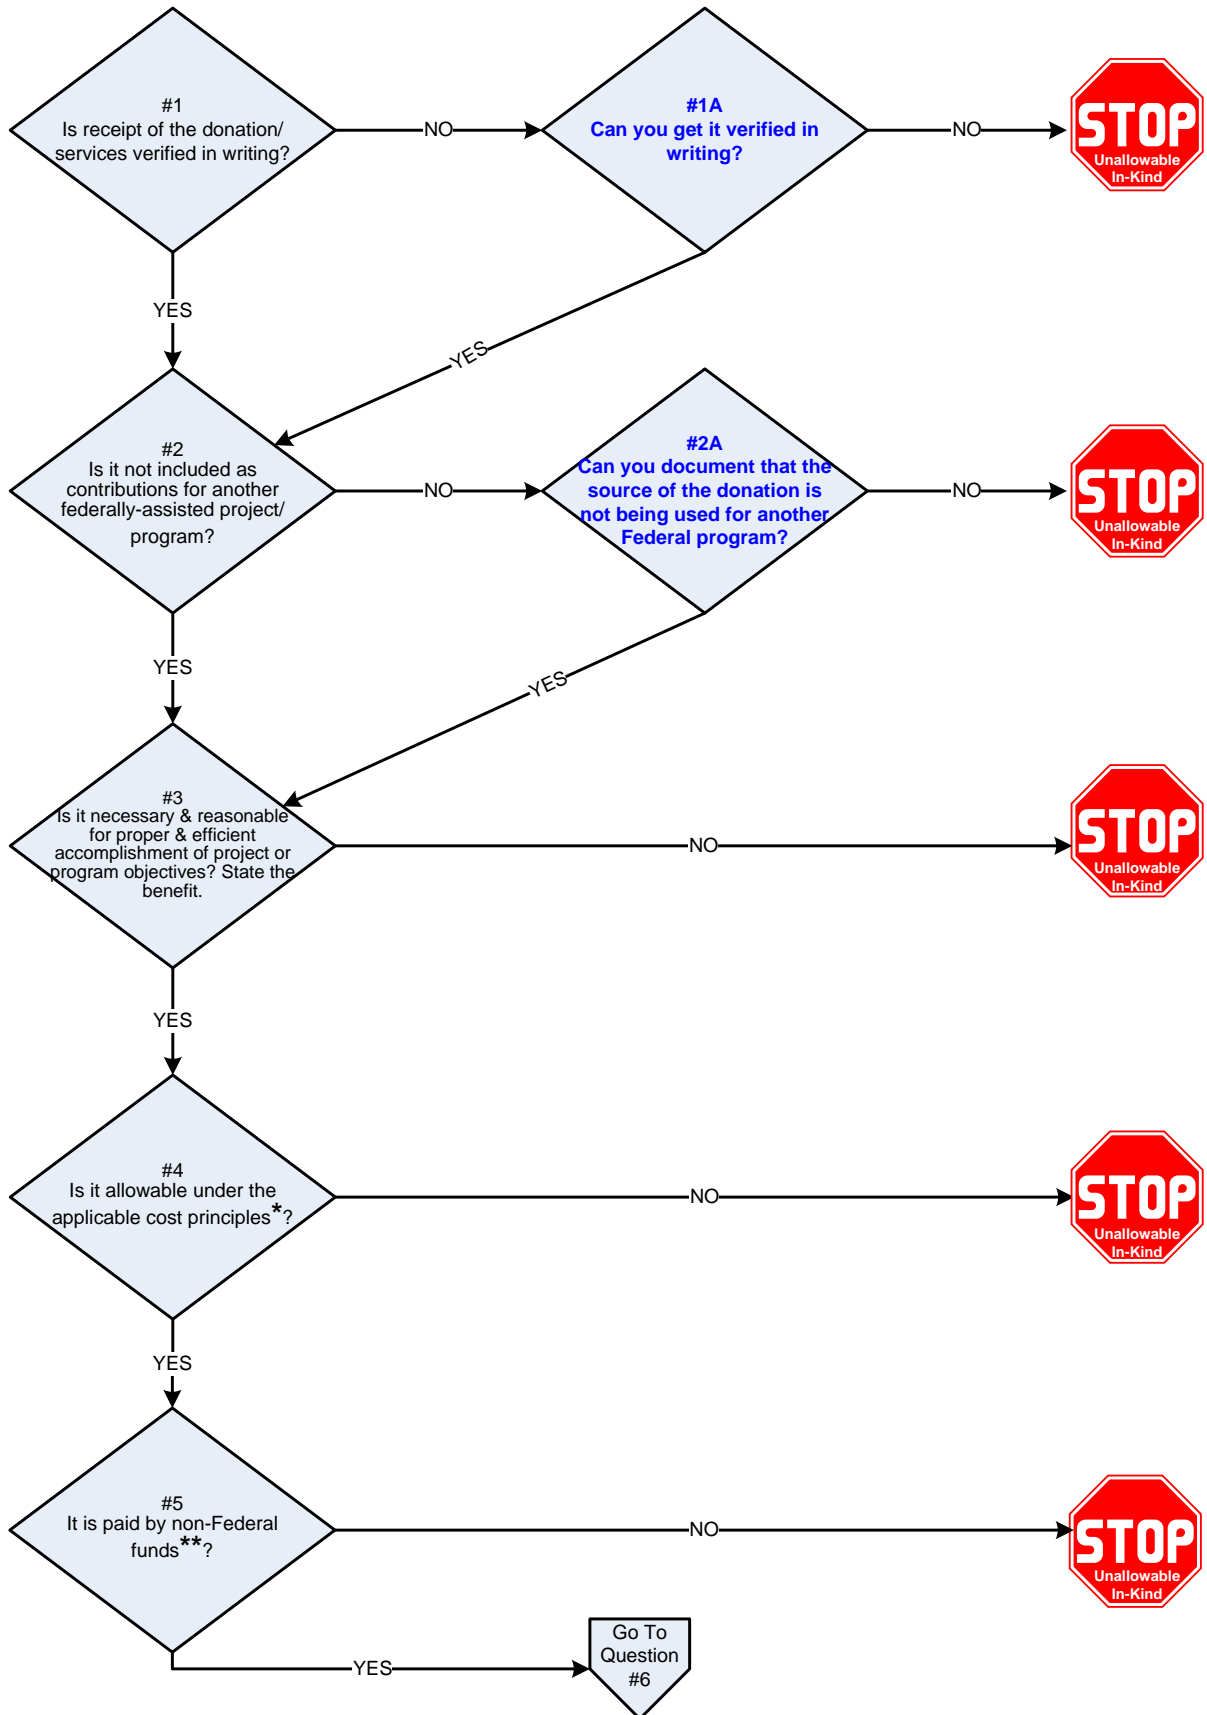 #1
Is receipt of the donation/
services verified in writing?
NO
#1A
Can you get it verified in
writing?
NO
STOP
Unallowable
In-Kind
YES
YES
#2
Is it not included as
contributions for another
federally-assisted project/
program?
NO
#2A
Can you document that the
source of the donation is
not being used for another
Federal program?
NO
STOP
Unallowable
In-Kind
YES
YES
#3
Is it necessary & reasonable
for proper & efficient
accomplishment of project or
program objectives? State the
benefit.
NO
STOP
Unallowable
In-Kind
YES
#4
Is it allowable under the
applicable cost principles*?
NO
STOP
Unallowable
In-Kind
YES
#5
It is paid by non-Federal
funds**?
NO
STOP
Unallowable
In-Kind
YES
Go To
Question
#6